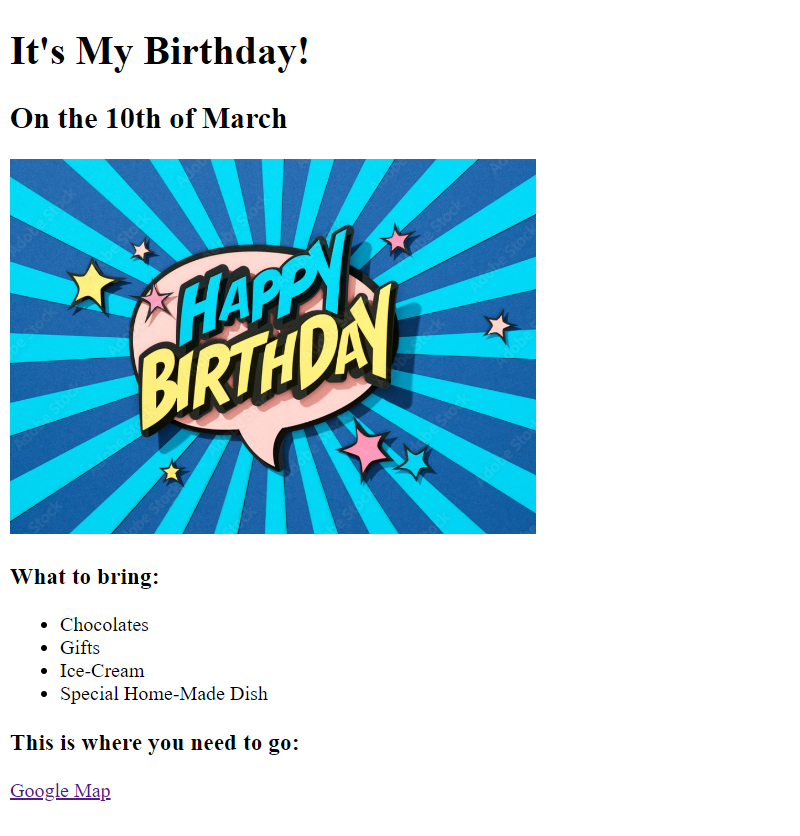 It's My Birthday!
On the 10th of March
HAPPY
BIRTHDAY
Adobe Stock
What to bring:
Chocolates
Gifts
Ice-Cream
Special Home-Made Dish
This is where you need to go:
Google Map